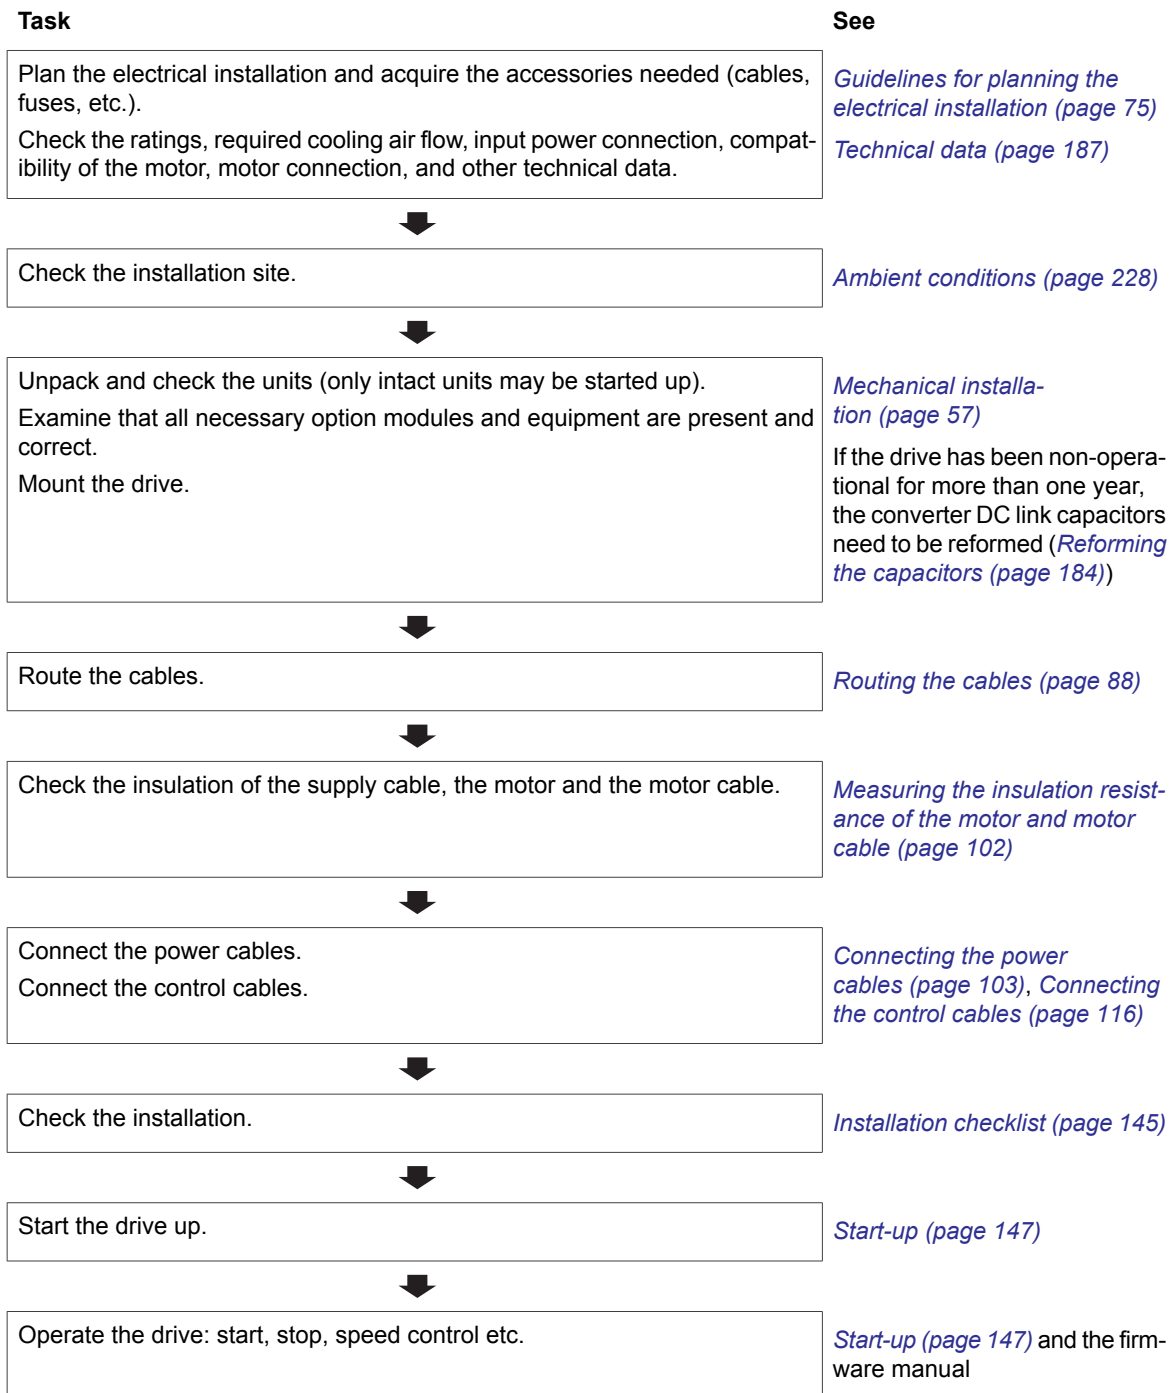 Task
See
Plan the electrical installation and acquire the accessories needed (cables,
fuses, etc.).
Check the ratings, required cooling air flow, input power connection, compat-
ibility of the motor, motor connection, and other technical data.
Guidelines for planning the
electrical installation (page 75)
Technical data (page 187)
Check the installation site.
Ambient conditions (page 228)
Unpack and check the units (only intact units may be started up).
Examine that all necessary option modules and equipment are present and
correct.
Mount the drive.
Mechanical installa-
tion (page 57)
If the drive has been non-opera-
tional for more than one year,
the converter DC link capacitors
need to be reformed (Reforming
the capacitors (page 184))
Route the cables.
Routing the cables (page 88)
Check the insulation of the supply cable, the motor and the motor cable.
Measuring the insulation resist-
ance of the motor and motor
cable (page 102)
Connect the power cables.
Connect the control cables.
Connecting the power
cables (page 103), Connecting
the control cables (page 116)
Check the installation.
Installation checklist (page 145)
Start the drive up.
Start-up (page 147)
Operate the drive: start, stop, speed control etc.
Start-up (page 147) and the firm-
ware manual